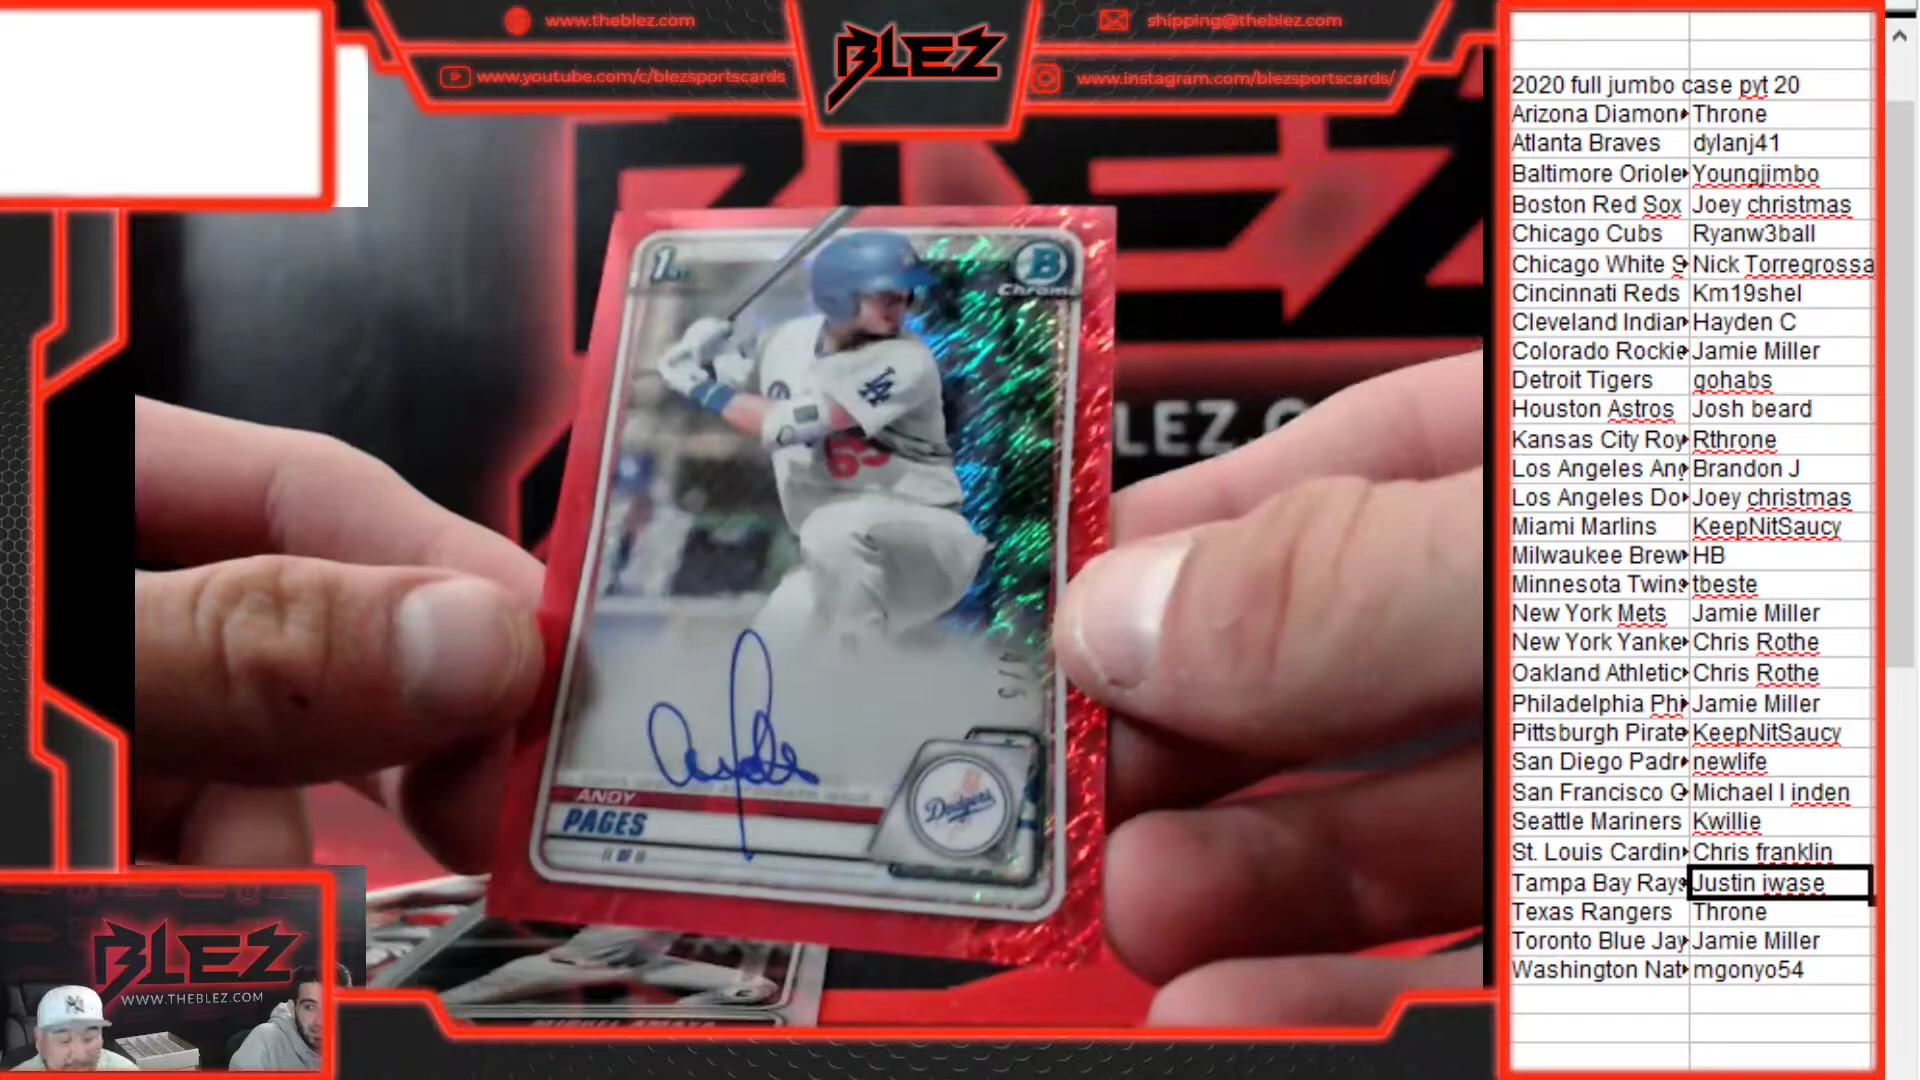 www.theblez.com
BLEZ
shipping@theblez.com
www.youtube.com/c/blezsportscards
www.instagram.com/blezsportscards/
1st
B
Chrome
LA
65
4/5
ANDY
PAGES
Dodgers
LEZ.
BLEZ
WWW.THEBLEZ.COM
2020 full jumbo case pyt 20
Arizona Diamon Throne
Atlanta Braves dylanj41
Baltimore Oriole Youngjimbo
Boston Red Sox Joey christmas
Chicago Cubs Ryanw3ball
Chicago White S Nick Torregrossa
Cincinnati Reds Km19shel
Cleveland Indian Hayden C
Colorado Rockie Jamie Miller
Detroit Tigers gohabs
Houston Astros Josh beard
Kansas City Roy Rthrone
Los Angeles Ang Brandon J
Los Angeles Do Joey christmas
Miami Marlins KeepNitSaucy
Milwaukee Brew HB
Minnesota Twins tbeste
New York Mets Jamie Miller
New York Yanke Chris Rothe
Oakland Athletic Chris Rothe
Philadelphia Phi Jamie Miller
Pittsburgh Pirate KeepNitSaucy
San Diego Padr newlife
San Francisco G Michael l inden
Seattle Mariners Kwillie
St. Louis Cardin Chris franklin
Tampa Bay Rays Justin iwase
Texas Rangers Throne
Toronto Blue Jay Jamie Miller
Washington Nat mgonyo54